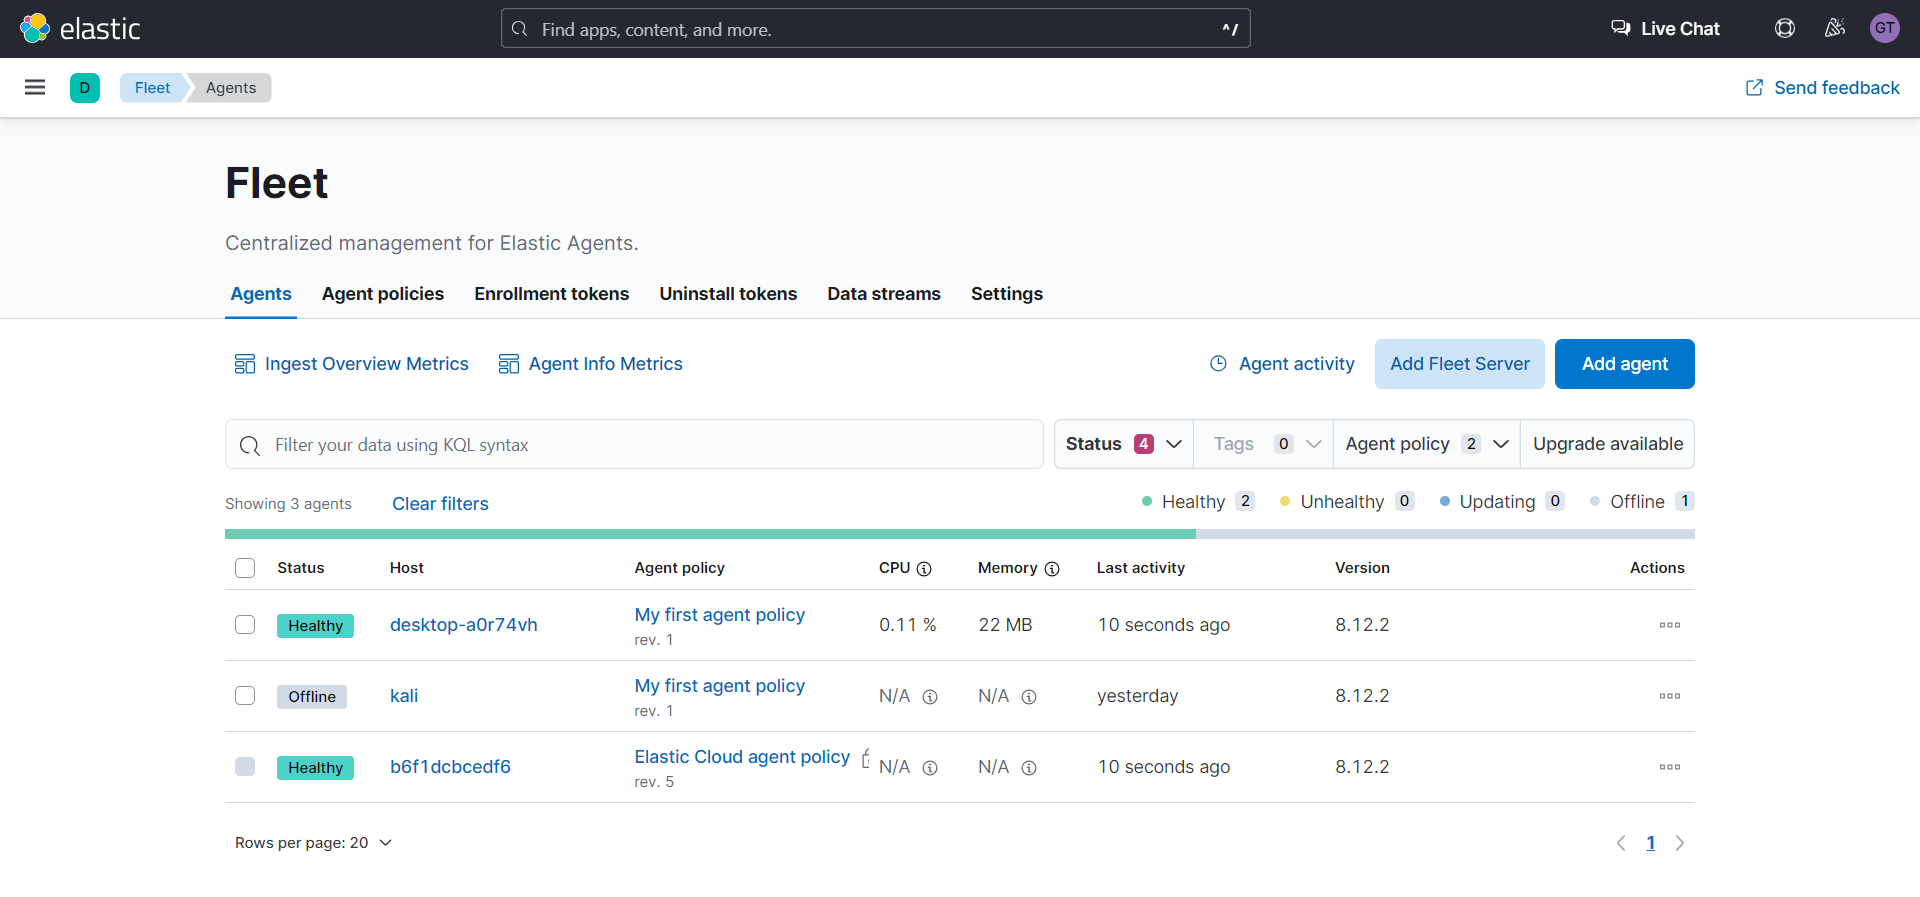 elastic
Find apps, content, and more.
^/
Live Chat
GT
D
Fleet
Agents
Send feedback
Fleet
Centralized management for Elastic Agents.
Agents Agent policies Enrollment tokens Uninstall tokens Data streams Settings
Ingest Overview Metrics Agent Info Metrics Agent activity Add Fleet Server Add agent
Filter your data using KQL syntax Status 4 Tags 0 Agent policy 2 Upgrade available
Showing 3 agents Clear filters Healthy 2 Unhealthy 0 Updating 0 Offline 1
Status Host Agent policy CPU Memory Last activity Version Actions
Healthy desktop-a0r74vh My first agent policy 0.11 % 22 MB 10 seconds ago 8.12.2
rev. 1
Offline kali My first agent policy N/A N/A yesterday 8.12.2
rev. 1
Healthy b6f1dcbcedf6 Elastic Cloud agent policy N/A N/A 10 seconds ago 8.12.2
rev. 5
Rows per page: 20 1